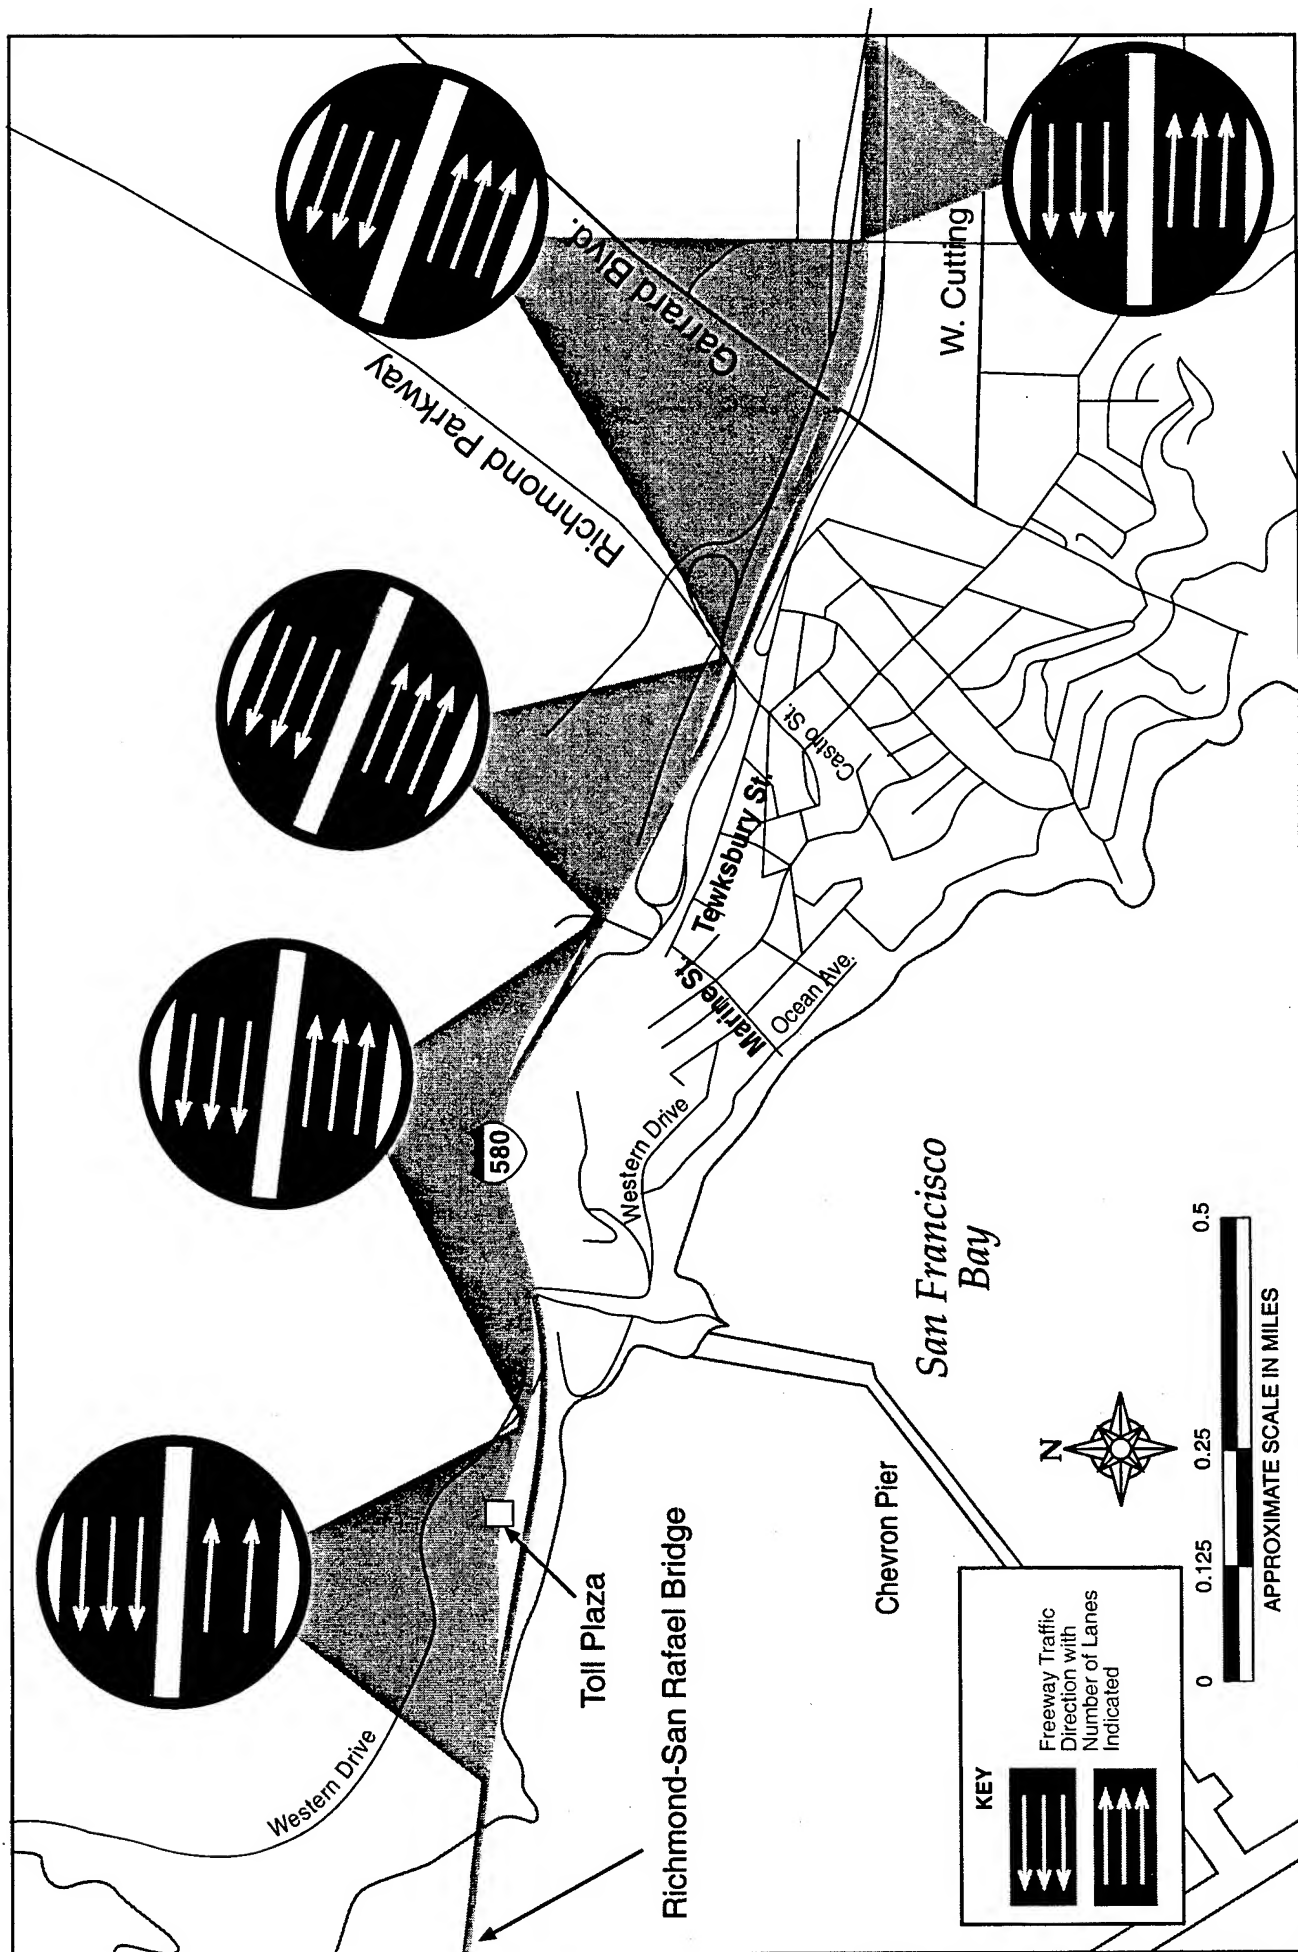 Richmond Parkway
Garrard Blvd.
W. Cutting
Castro St.
Tewksbury St.
Marine St.
Ocean Ave.
Western Drive
580
Western Drive
Toll Plaza
Richmond-San Rafael Bridge
Chevron Pier
San Francisco
Bay
N
KEY
Freeway Traffic
Direction with
Number of Lanes
Indicated
0 0.125 0.25 0.5
APPROXIMATE SCALE IN MILES